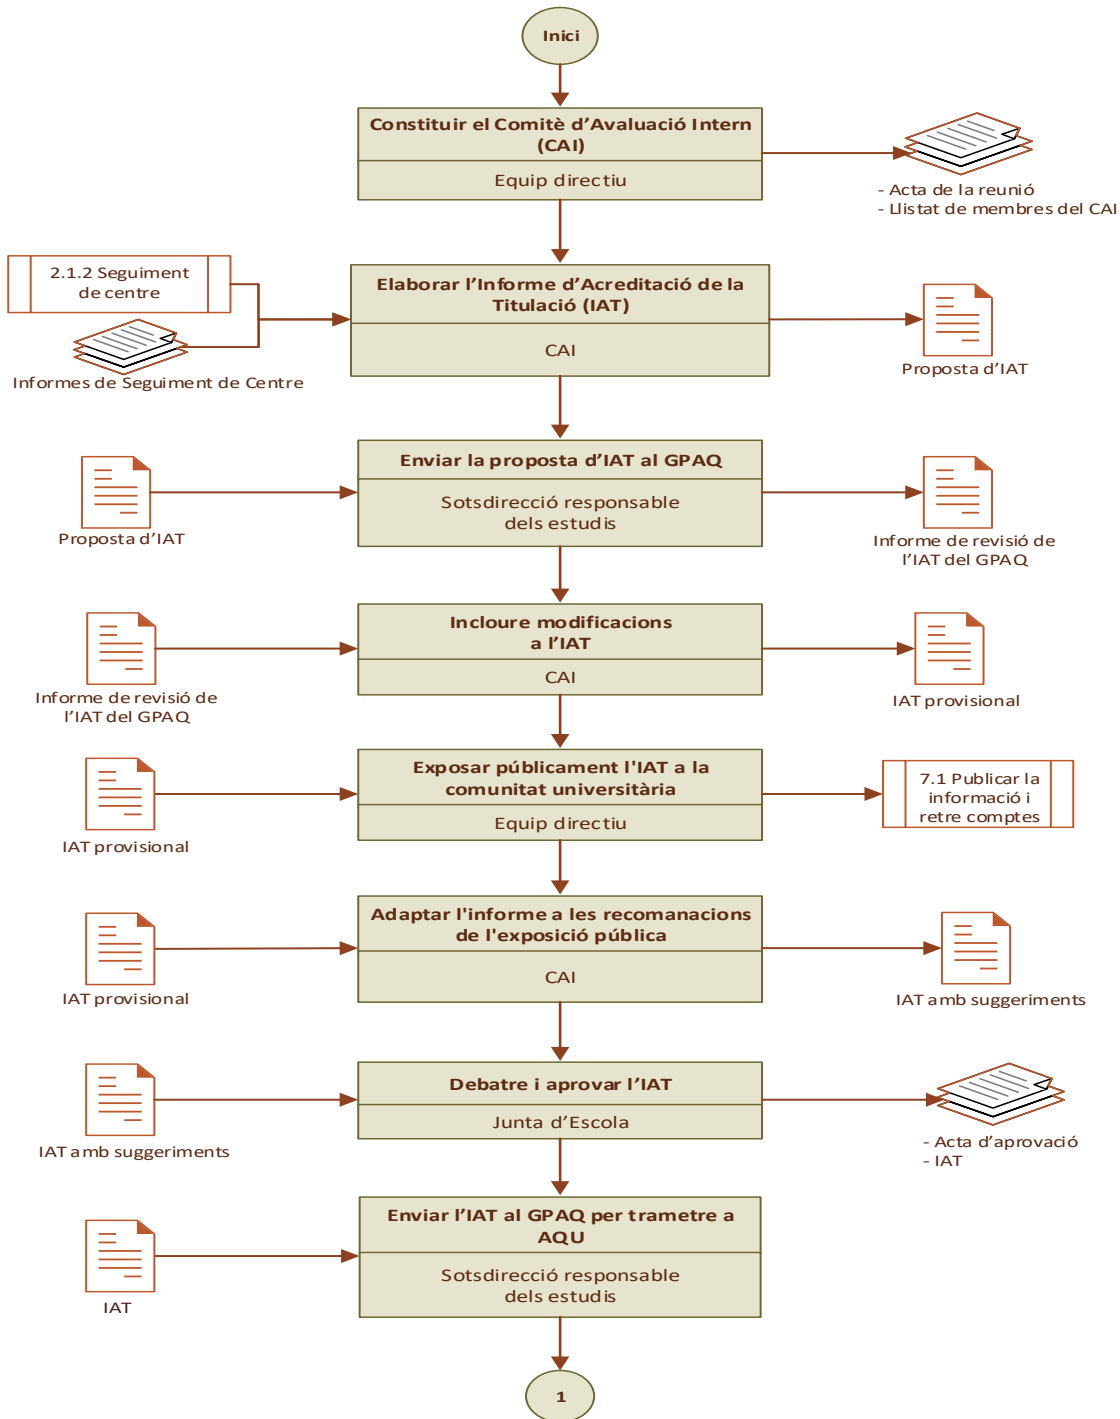 Inici
Constituir el Comitè d'Avaluació Intern
(CAI)
Equip directiu
- Acta de la reunió
- Llistat de membres del CAI
2.1.2 Seguiment
de centre
Informes de Seguiment de Centre
Elaborar l'Informe d'Acreditació de la
Titulació (IAT)
CAI
Proposta d'IAT
Proposta d'IAT
Enviar la proposta d'IAT al GPAQ
Sotsdirecció responsable
dels estudis
Informe de revisió de
l'IAT del GPAQ
Informe de revisió de
l'IAT del GPAQ
Incloure modificacions
a l'IAT
CAI
IAT provisional
IAT provisional
Exposar públicament l'IAT a la
comunitat universitària
Equip directiu
7.1 Publicar la
informació i
retre comptes
IAT provisional
Adaptar l'informe a les recomanacions
de l'exposició pública
CAI
IAT amb suggeriments
IAT amb suggeriments
Debatre i aprovar l'IAT
Junta d'Escola
- Acta d'aprovació
- IAT
IAT
Enviar l'IAT al GPAQ per trametre a
AQU
Sotsdirecció responsable
dels estudis
1